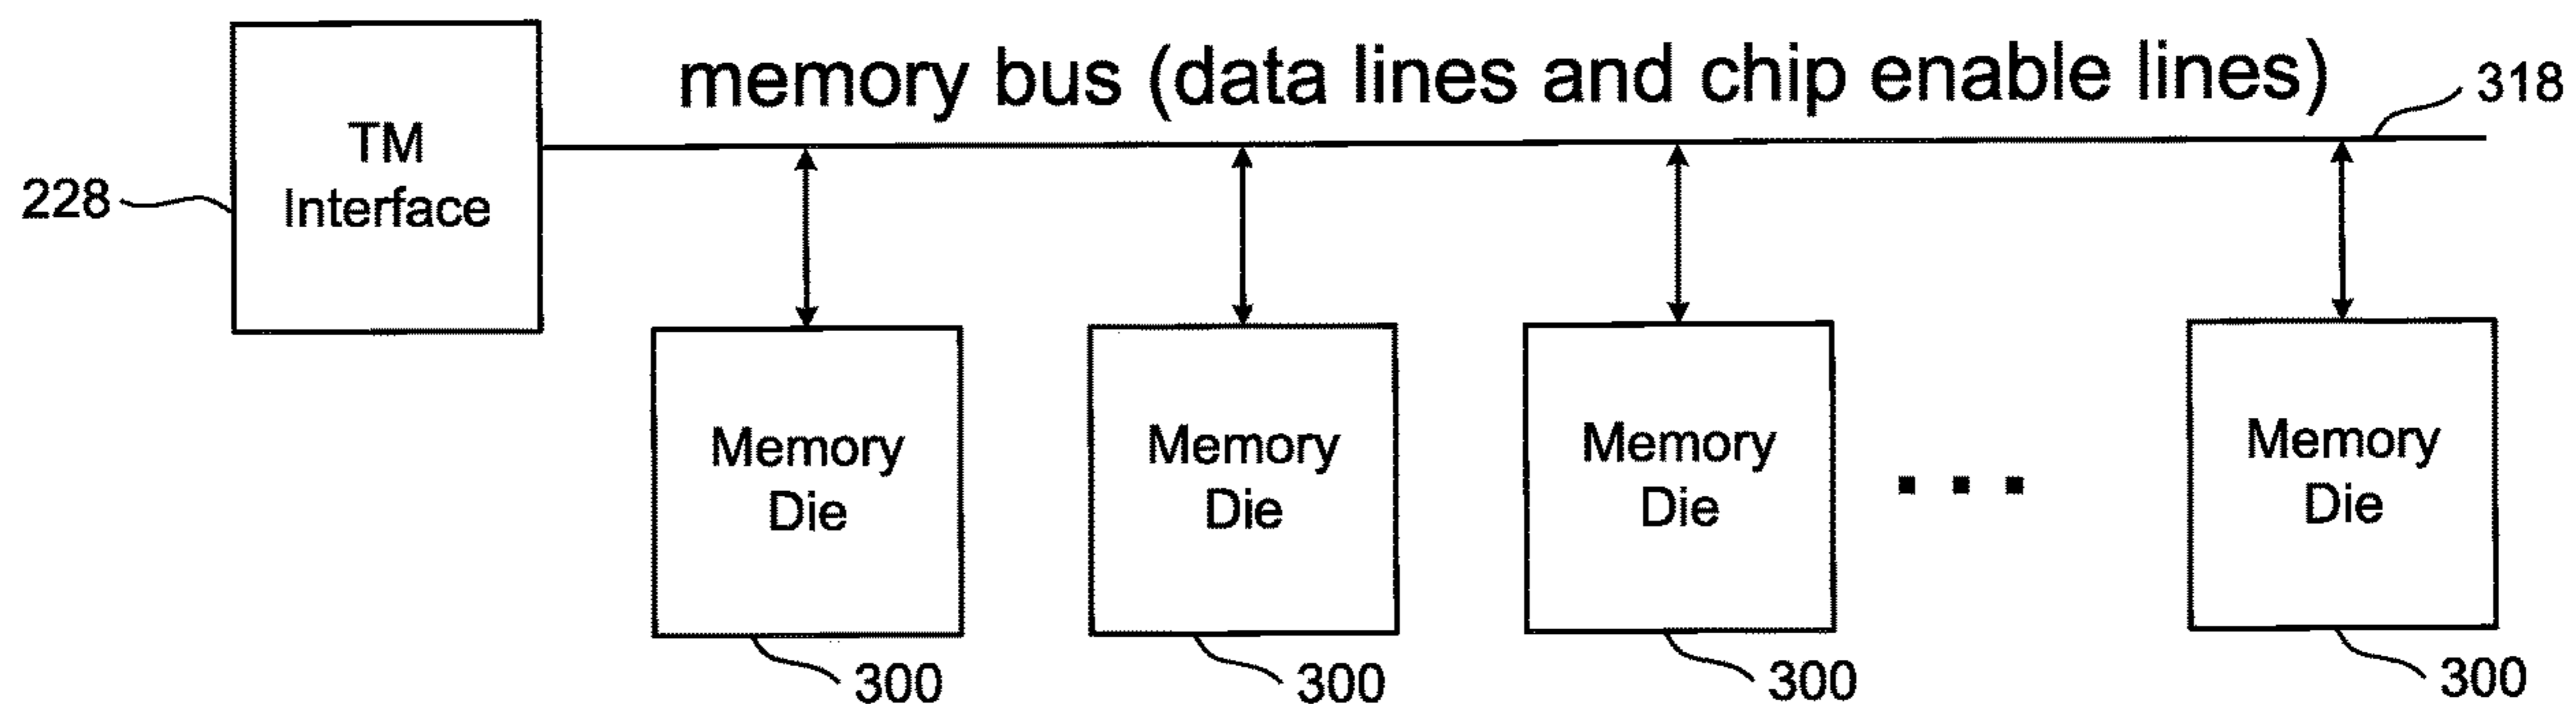 memory bus (data lines and chip enable lines)
318
TM
Interface
228
Memory
Die
300
Memory
Die
300
Memory
Die
300
Memory
Die
300